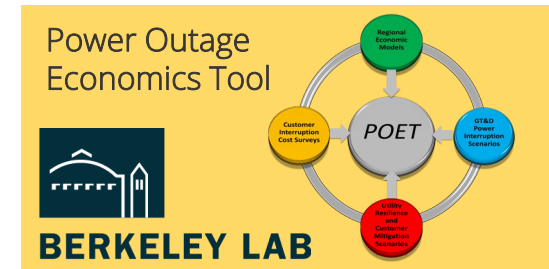 Power Outage
Economics Tool
BERKELEY LAB
Regional
Economic
Models
Customer
Interruption
Cost Surveys
POET
GT&D
Power
Interruption
Scenarios
Utility
Resilience
and
Customer
Mitigation
Scenarios